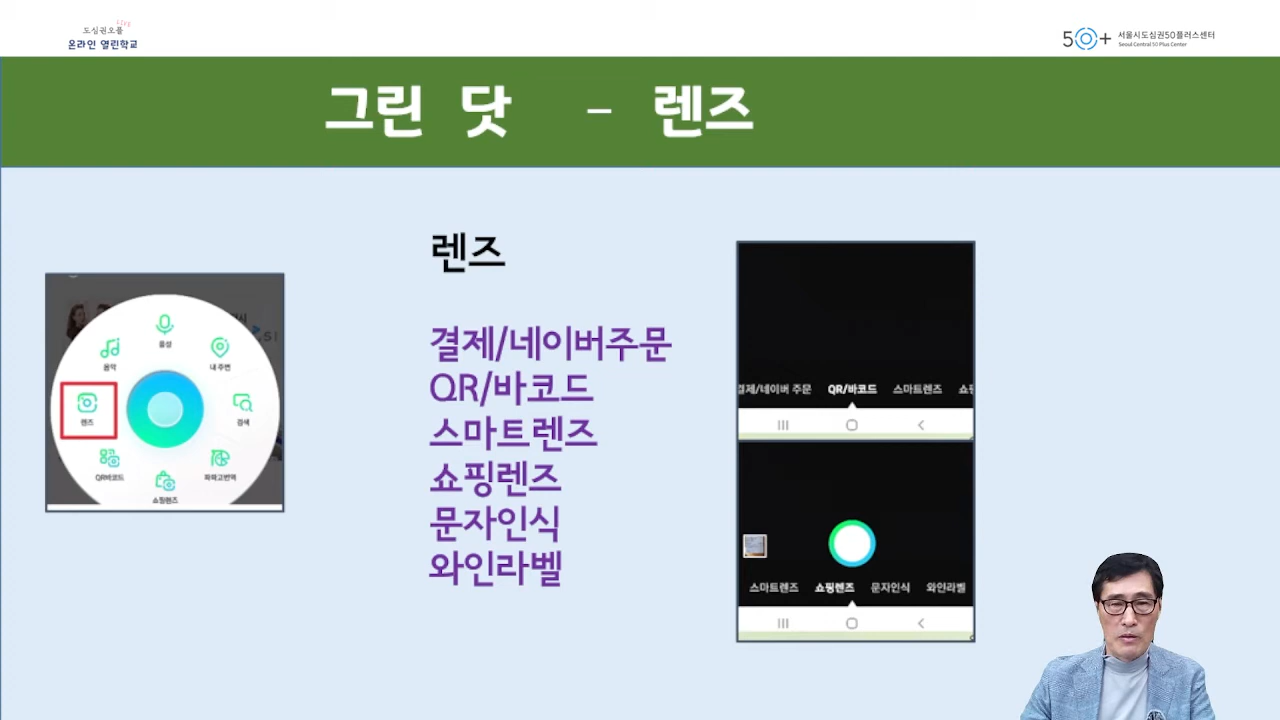 도심권오플
LIVE
온라인 열린학교
50+ 서울시도심권50플러스센터
Seoul Central 50 Plus Center
그린 닷 - 렌즈
렌즈
결제/네이버주문
QR/바코드
스마트렌즈
쇼핑렌즈
문자인식
와인라벨
음성
음악
내 주변
렌즈
검색
QR바코드
파파고번역
쇼핑렌즈
결제/네이버 주문 QR/바코드 스마트렌즈 쇼핑
스마트렌즈 쇼핑렌즈 문자인식 와인라벨